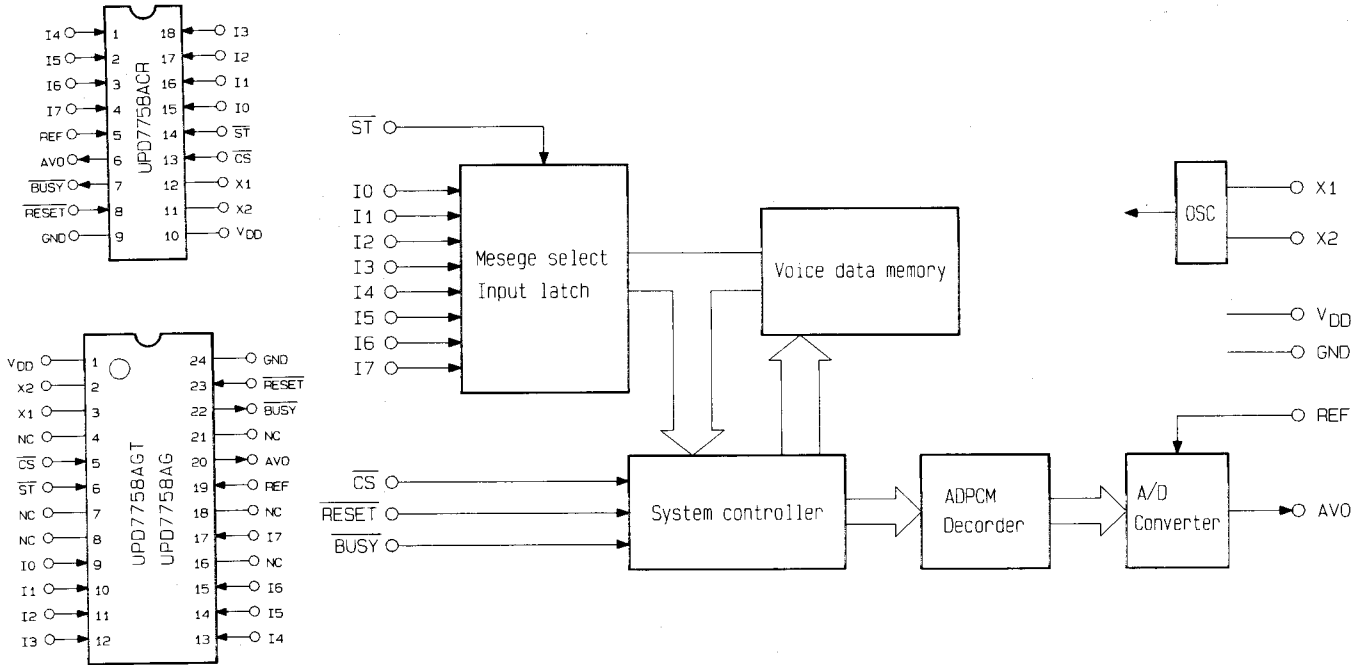 I4 1 18 I3
I5 2 17 I2
I6 3 16 I1
I7 4 15 I0
REF 5 14 ST
AVO 6 13 CS
BUSY 7 12 X1
RESET 8 11 X2
GND 9 10 VDD
UPD7758ACR
VDD 1 24 GND
X2 2 23 RESET
X1 3 22 BUSY
NC 4 21 NC
CS 5 20 AVO
ST 6 19 REF
NC 7 18 NC
NC 8 17 I7
I0 9 16 NC
I1 10 15 I6
I2 11 14 I5
I3 12 13 I4
UPD7758AGT
UPD7758AG
ST
I0
I1
I2
I3
I4
I5
I6
I7
Mesege select
Input latch
Voice data memory
CS
RESET
BUSY
System controller
ADPCM
Decorder
A/D
Converter
OSC
X1
X2
VDD
GND
REF
AVO